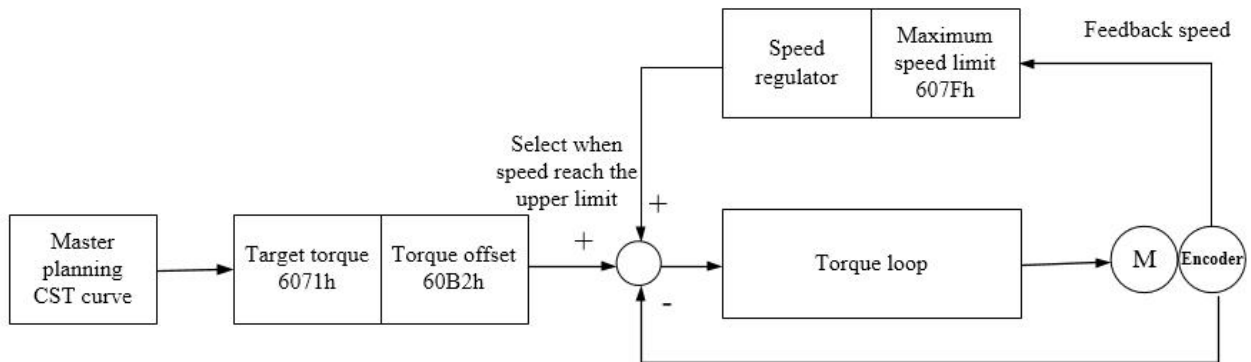 Feedback speed
Speed
regulator
Maximum
speed limit
607Fh
Select when
speed reach the
upper limit
+
+
-
Master
planning
CST curve
Target torque
6071h
Torque offset
60B2h
Torque loop
M
Encoder